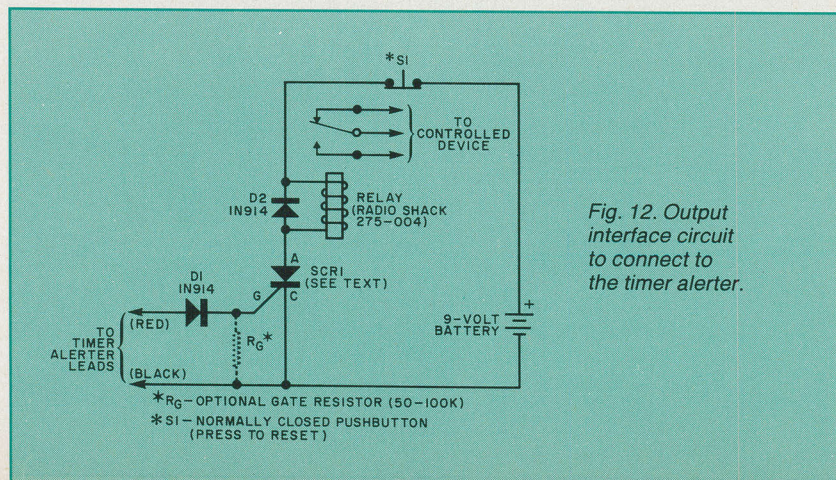 *S1
TO
CONTROLLED
DEVICE
D2
1N914
RELAY
(RADIO SHACK
275-004)
A
SCR1
(SEE TEXT)
G
C
D1
1N914
(RED)
TO
TIMER
ALERTER
LEADS
RG*
(BLACK)
9-VOLT
BATTERY
+
*RG-OPTIONAL GATE RESISTOR (50-100K)
*S1-NORMALLY CLOSED PUSHBUTTON
(PRESS TO RESET)
Fig. 12. Output
interface circuit
to connect to
the timer alerter.